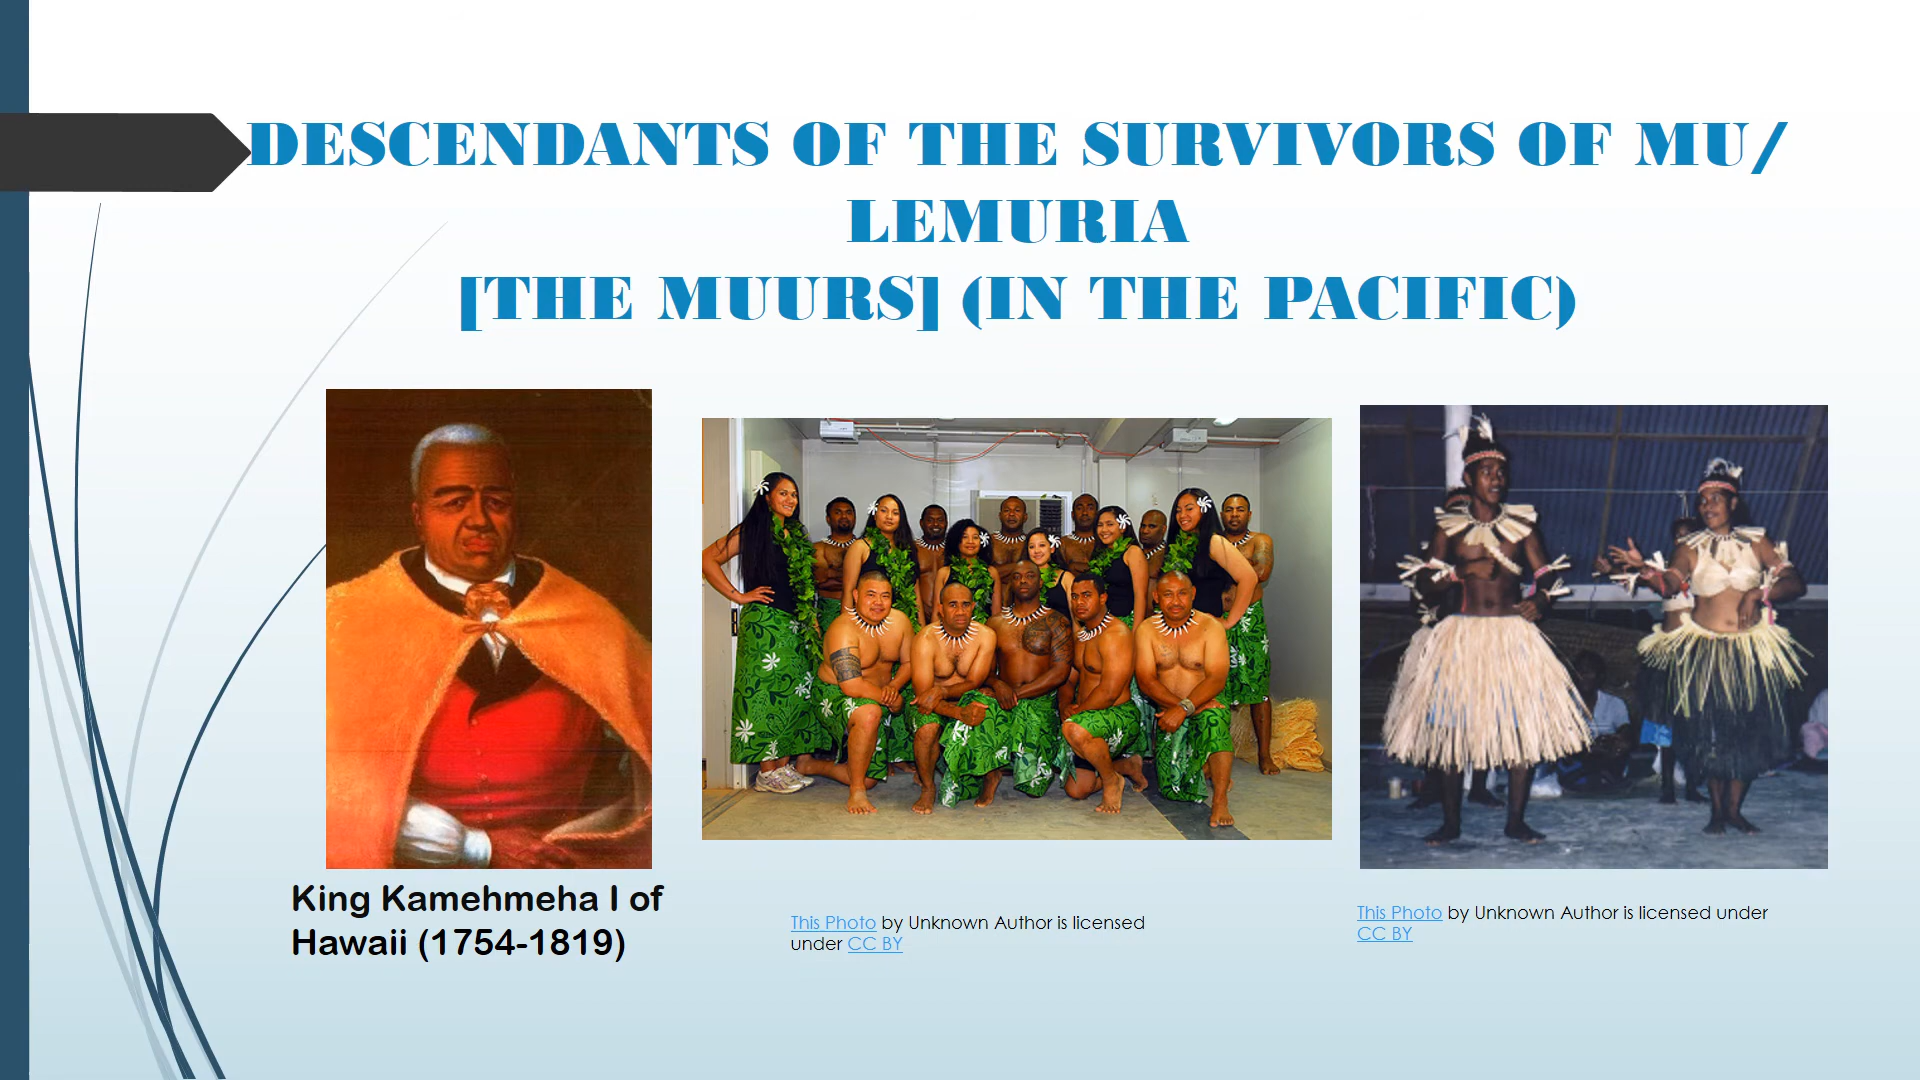 DESCENDANTS OF THE SURVIVORS OF MU/
LEMURIA
[THE MUURS] (IN THE PACIFIC)
King Kamehmeha I of
Hawaii (1754-1819)
This Photo by Unknown Author is licensed
under CC BY
This Photo by Unknown Author is licensed under
CC BY